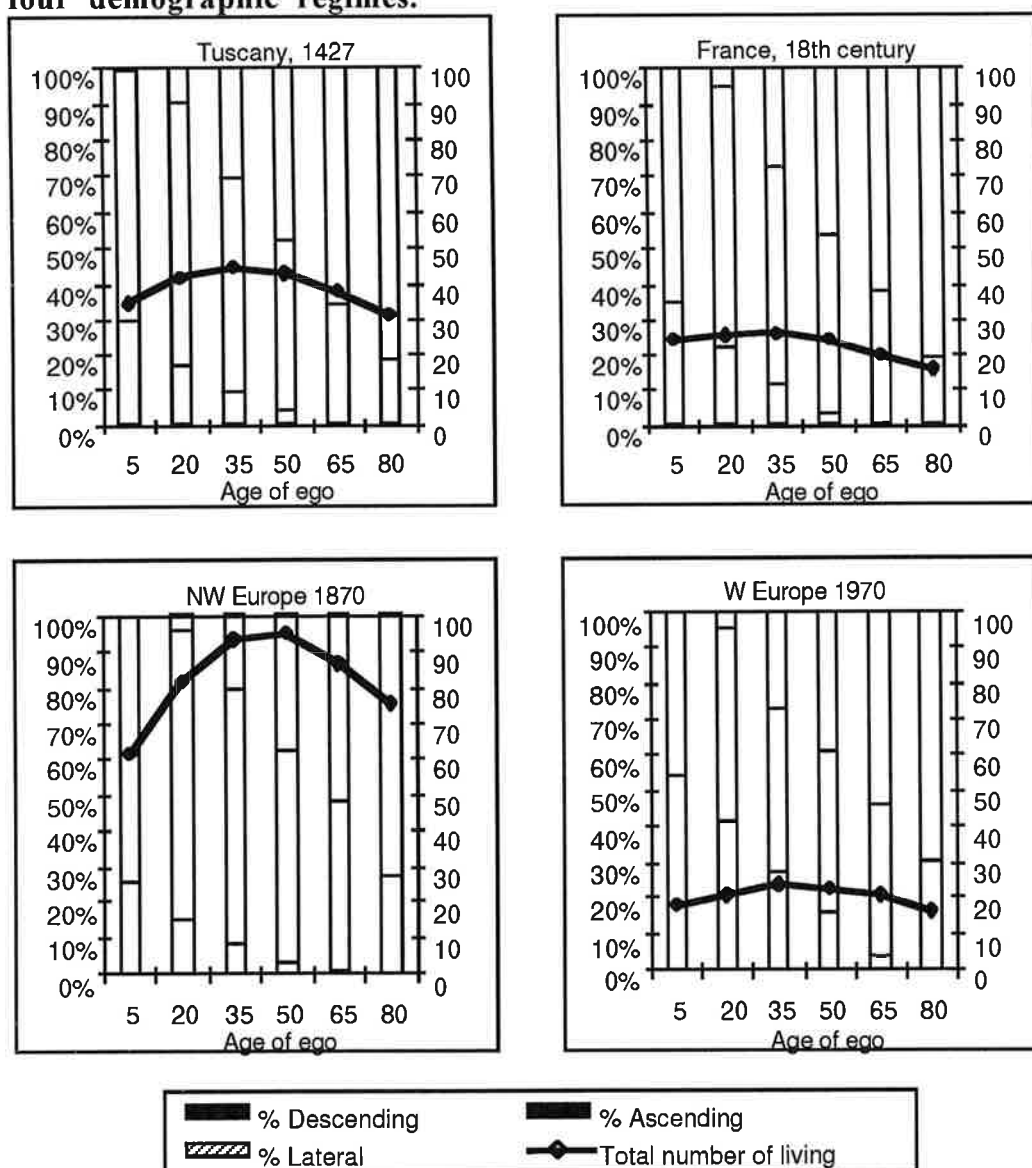 four demographic regimes.
Tuscany, 1427
100% 100
90% 90
80% 80
70% 70
60% 60
50% 50
40% 40
30% 30
20% 20
10% 10
0% 0
5 20 35 50 65 80
Age of ego
France, 18th century
100% 100
90% 90
80% 80
70% 70
60% 60
50% 50
40% 40
30% 30
20% 20
10% 10
0% 0
5 20 35 50 65 80
Age of ego
NW Europe 1870
100% 100
90% 90
80% 80
70% 70
60% 60
50% 50
40% 40
30% 30
20% 20
10% 10
0% 0
5 20 35 50 65 80
Age of ego
W Europe 1970
100% 100
90% 90
80% 80
70% 70
60% 60
50% 50
40% 40
30% 30
20% 20
10% 10
0% 0
5 20 35 50 65 80
Age of ego
% Descending % Ascending
% Lateral Total number of living